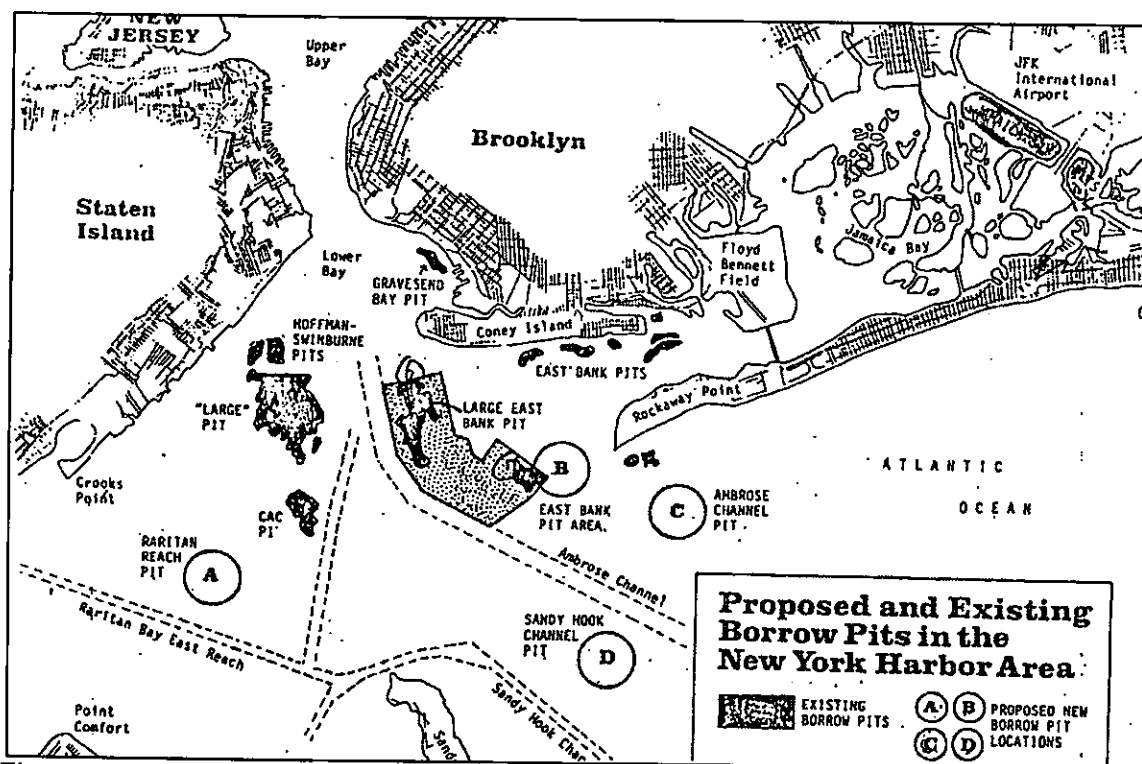 NEW
JERSEY
Upper
Bay
JFK
International
Airport
Brooklyn
Staten
Island
Jamaica Bay
Floyd
Bennett
Field
Lower
Bay
GRAVESEND
BAY PIT
Coney Island
HOFFMAN-
SWINBURNE
PITS
EAST BANK PITS
"LARGE"
PIT
LARGE EAST
BANK PIT
Rockaway Point
B
ATLANTIC
OCEAN
Crooks
Point
CAC
PI
EAST BANK
PIT AREA
C
AMBROSE
CHANNEL
PIT
RARITAN
REACH
PIT
A
Ambrose Channel
Raritan Bay East Reach
SANDY HOOK
CHANNEL
PIT
D
Sandy Hook Char
Sand
Point
Comfort
Proposed and Existing
Borrow Pits in the
New York Harbor Area
EXISTING
BORROW PITS
A B
C D
PROPOSED NEW
BORROW PIT
LOCATIONS